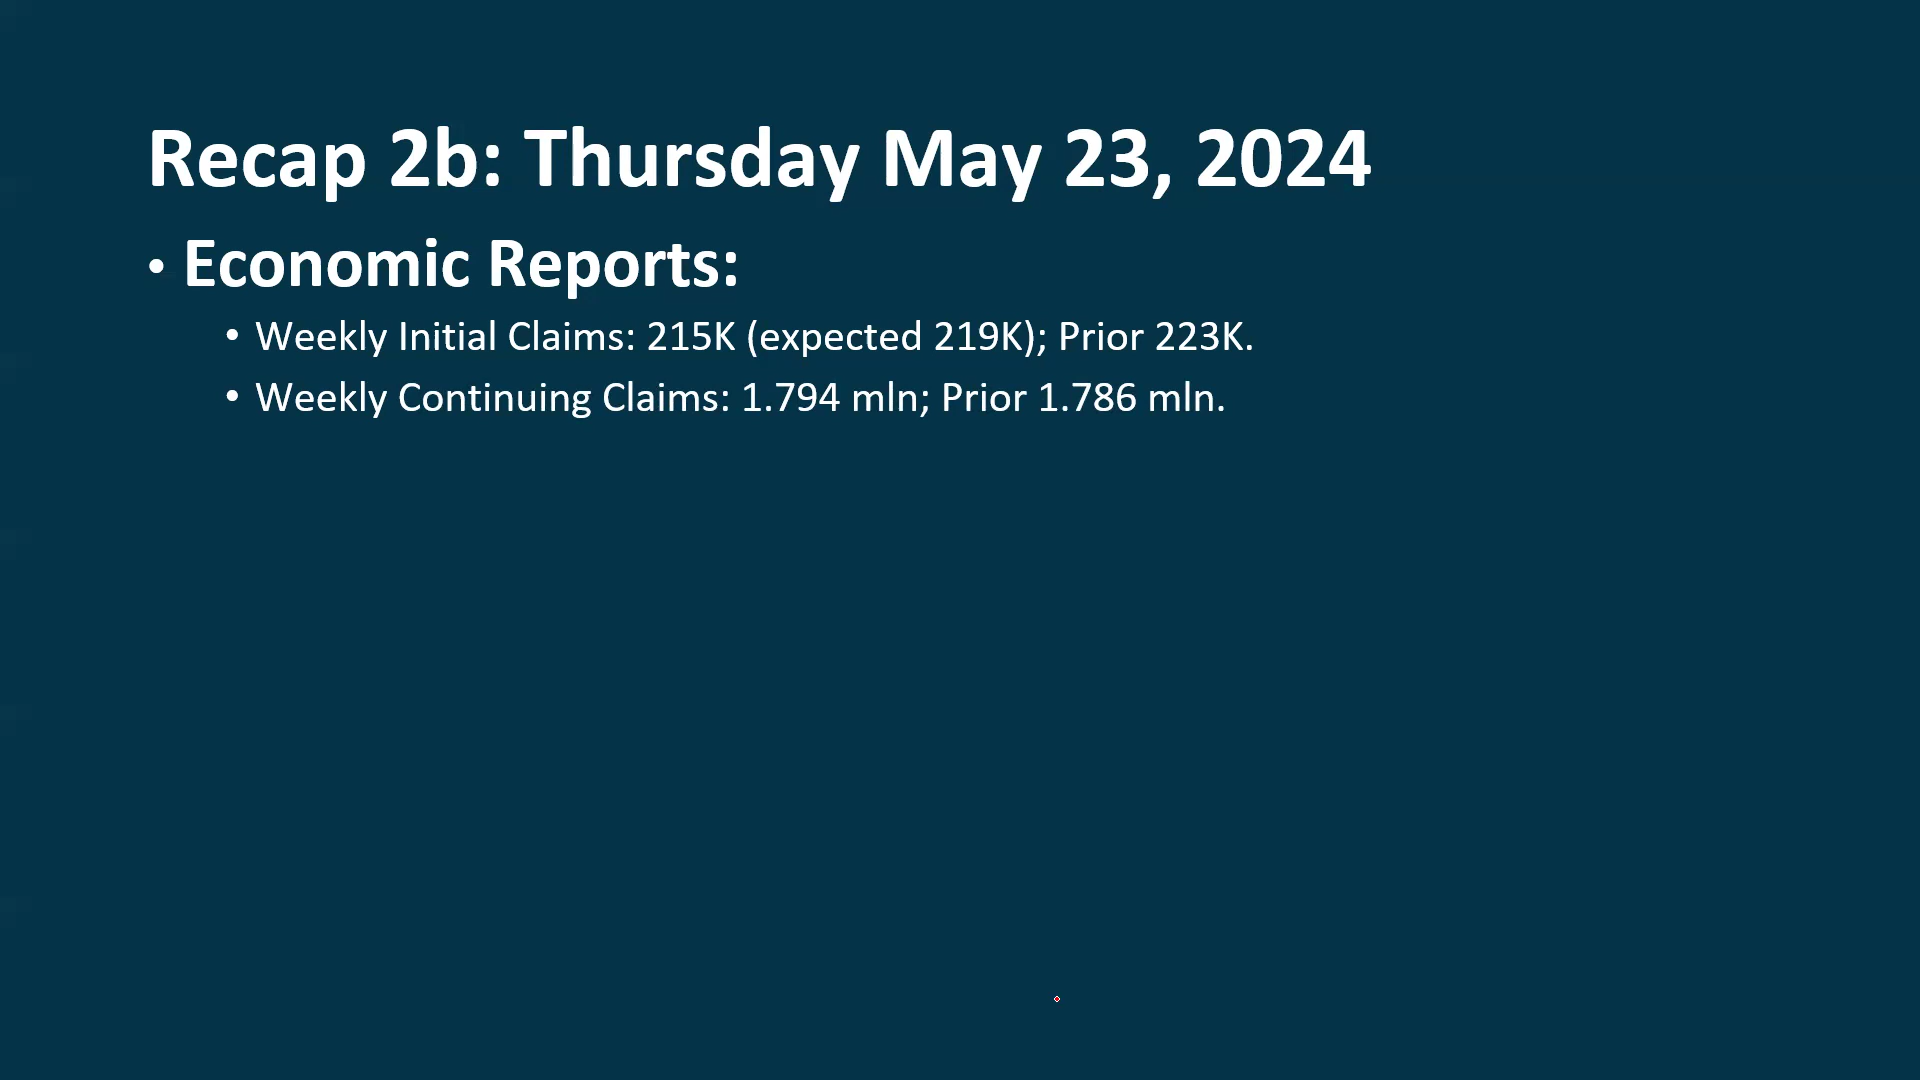 Recap 2b: Thursday May 23, 2024
• Economic Reports:
• Weekly Initial Claims: 215K (expected 219K); Prior 223K.
• Weekly Continuing Claims: 1.794 mln; Prior 1.786 mln.